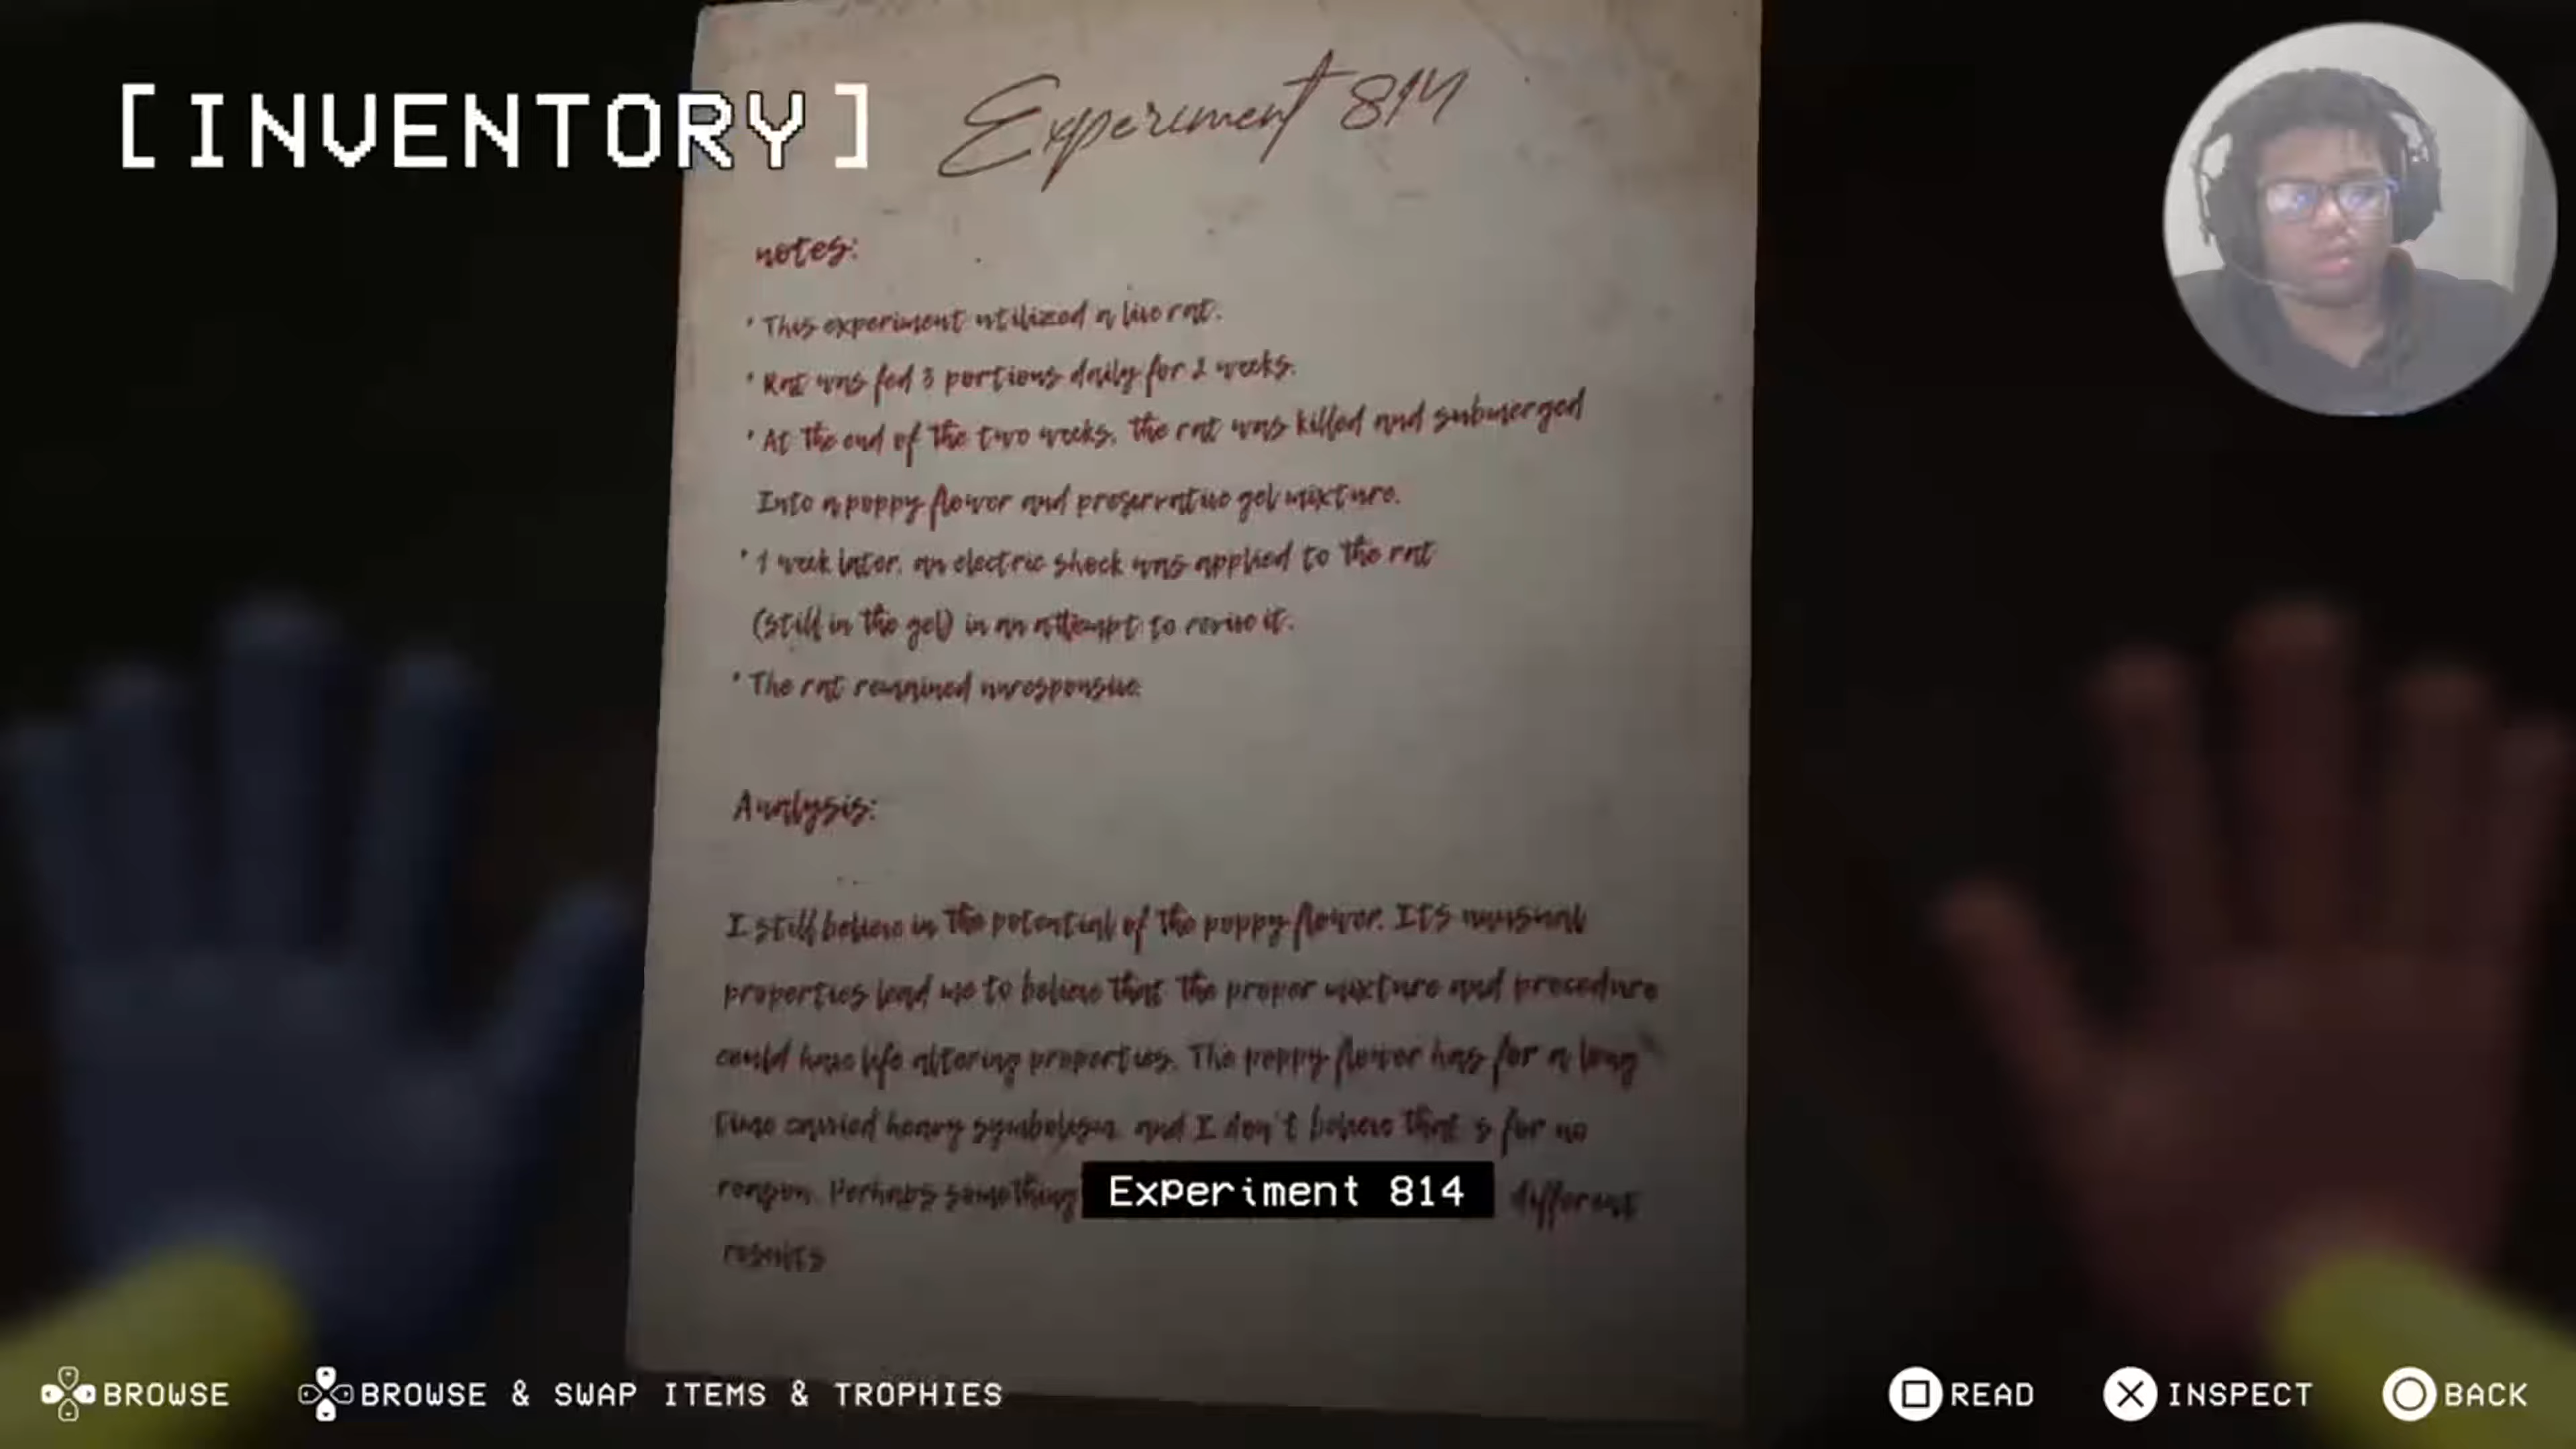 [INVENTORY]
Experiment 814
notes:
* This experiment utilized a live rat.
* Rat was fed 3 portions daily for 2 weeks.
* At the end of the two weeks, the rat was killed and submerged
Into a poppy flower and preservative gel mixture.
* 1 week later, an electric shock was applied to the rat
(still in the gel) in an attempt to revive it.
* The rat remained unresponsive.
Analysis:
I still believe in the potential of the poppy flower. Its unusual
properties lead me to believe that the proper mixture and procedure
could have life altering properties. The poppy flower has for a long
time carried heavy symbolism, and I don't believe that s for no
reason. Perhaps something different
results
Experiment 814
BROWSE
BROWSE & SWAP ITEMS & TROPHIES
READ
INSPECT
BACK